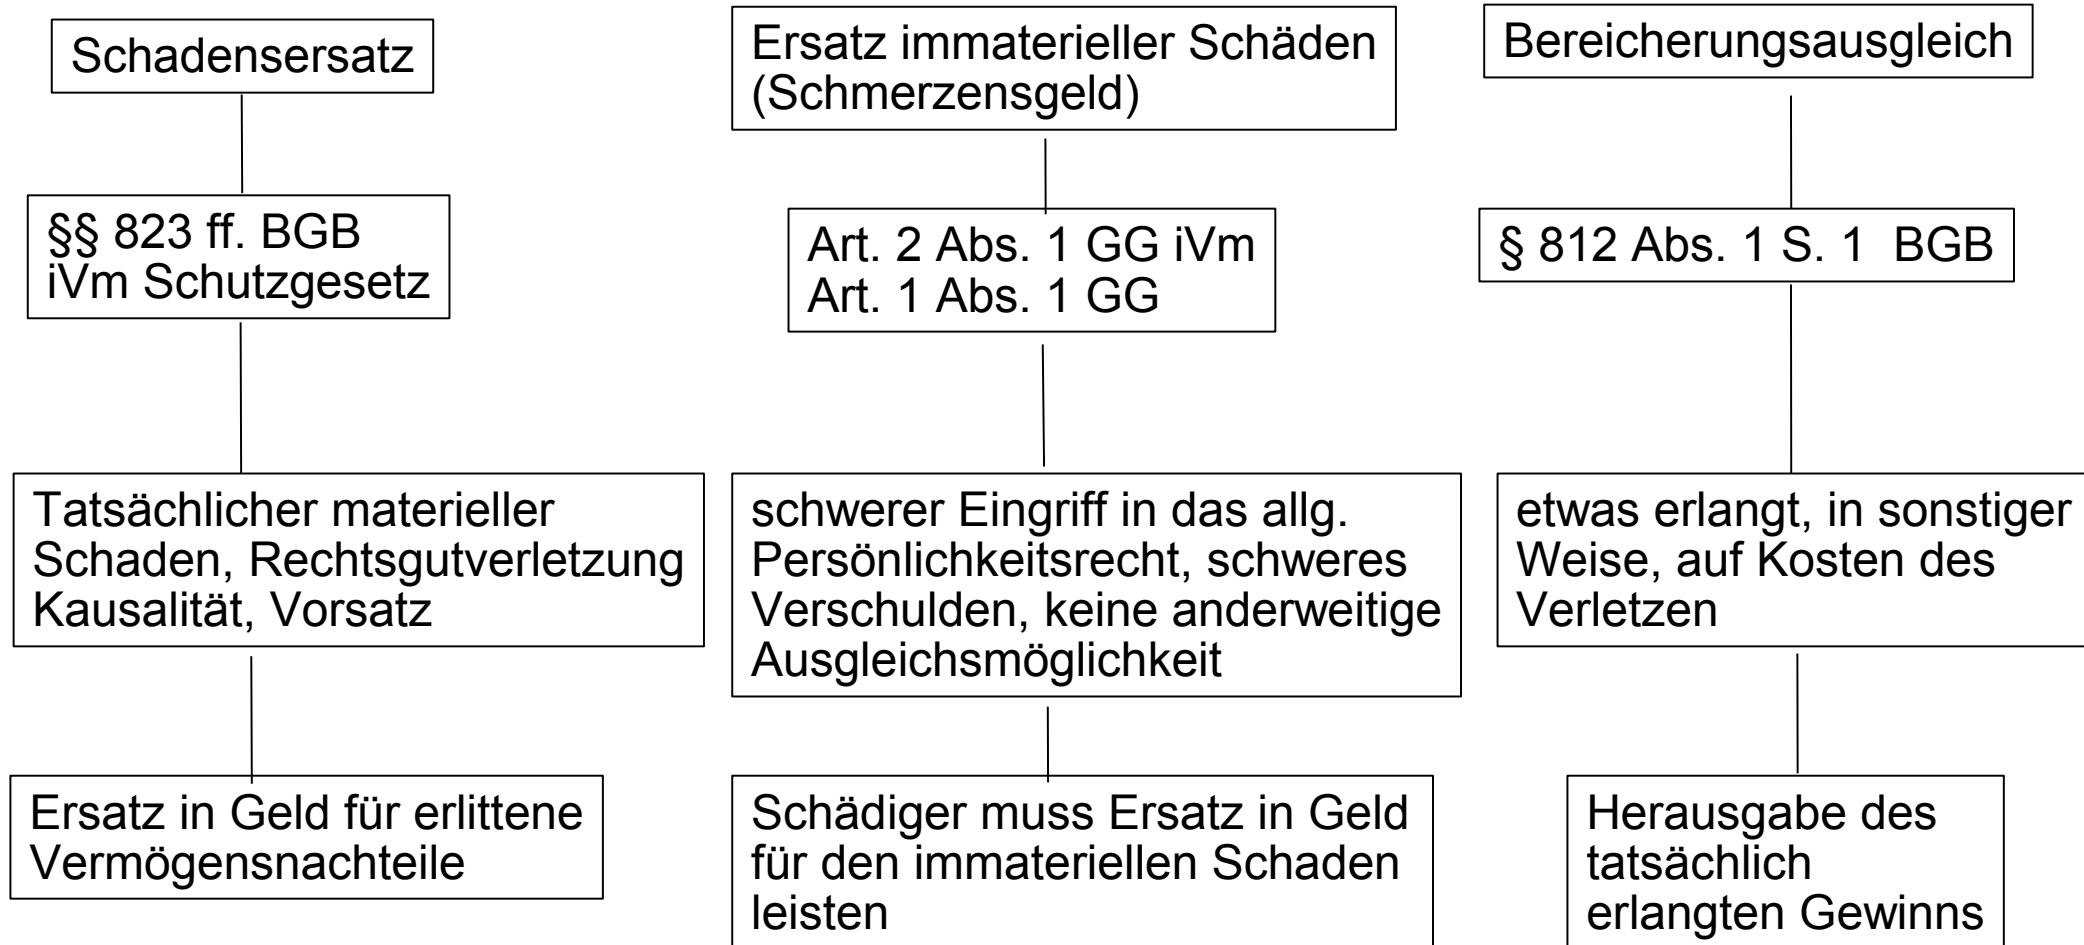 Schadensersatz
§§ 823 ff. BGB
iVm Schutzgesetz
Tatsächlicher materieller
Schaden, Rechtsgutverletzung
Kausalität, Vorsatz
Ersatz in Geld für erlittene
Vermögensnachteile
Ersatz immaterieller Schäden
(Schmerzensgeld)
Art. 2 Abs. 1 GG iVm
Art. 1 Abs. 1 GG
schwerer Eingriff in das allg.
Persönlichkeitsrecht, schweres
Verschulden, keine anderweitige
Ausgleichsmöglichkeit
Schädiger muss Ersatz in Geld
für den immateriellen Schaden
leisten
Bereicherungsausgleich
§ 812 Abs. 1 S. 1  BGB
etwas erlangt, in sonstiger
Weise, auf Kosten des
Verletzen
Herausgabe des
tatsächlich
erlangten Gewinns